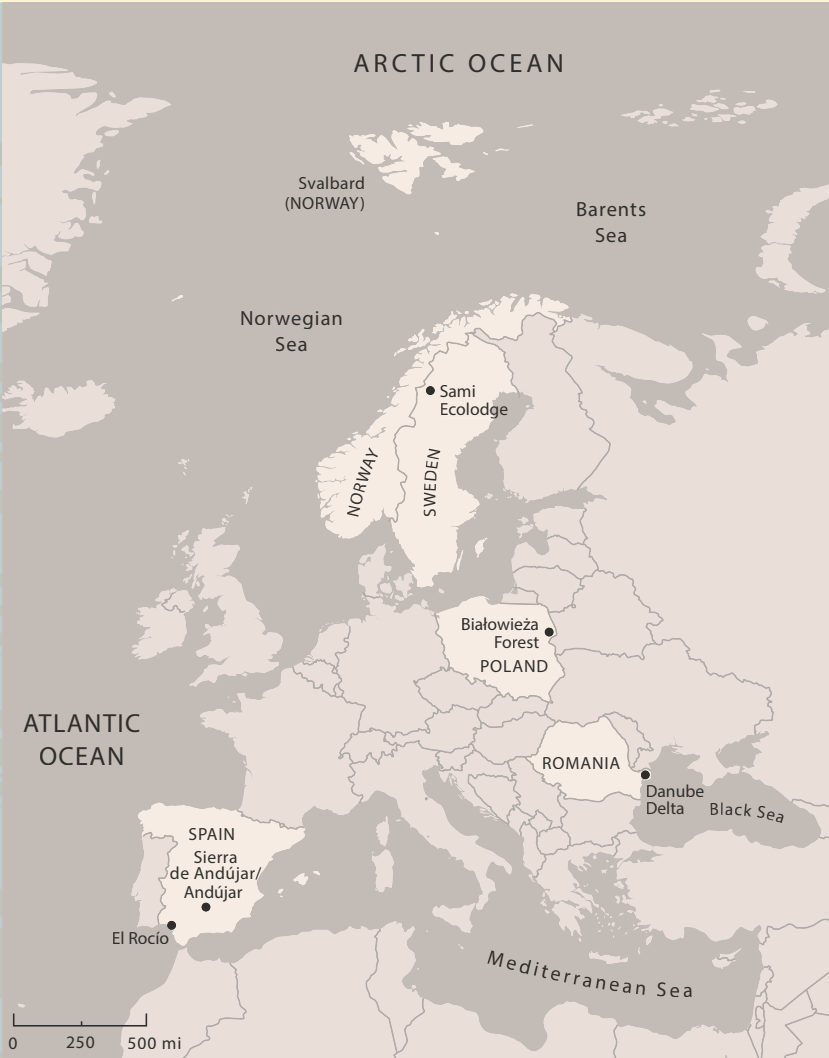 ARCTIC OCEAN
Svalbard
(NORWAY)
Barents
Sea
Norwegian
Sea
Sami
Ecolodge
NORWAY
SWEDEN
Białowieża
Forest
POLAND
ATLANTIC
OCEAN
ROMANIA
Danube
Delta
Black Sea
SPAIN
Sierra
de Andújar/
Andújar
El Rocío
Mediterranean Sea
0 250 500 mi